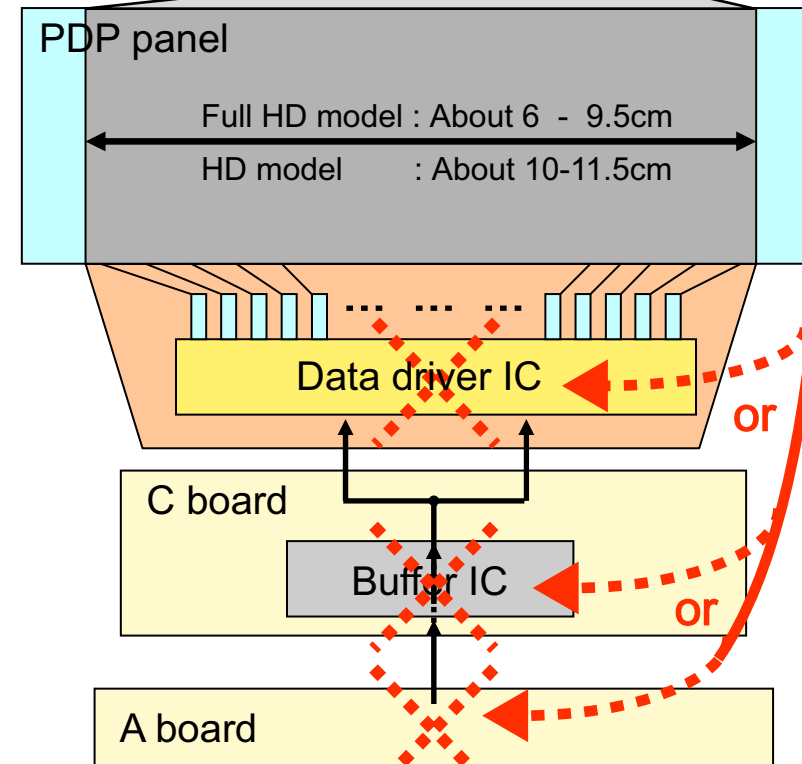 PDP panel
Full HD model : About 6 - 9.5cm
HD model : About 10-11.5cm
... ... ...
Data driver IC
or
C board
Buffer IC
or
A board